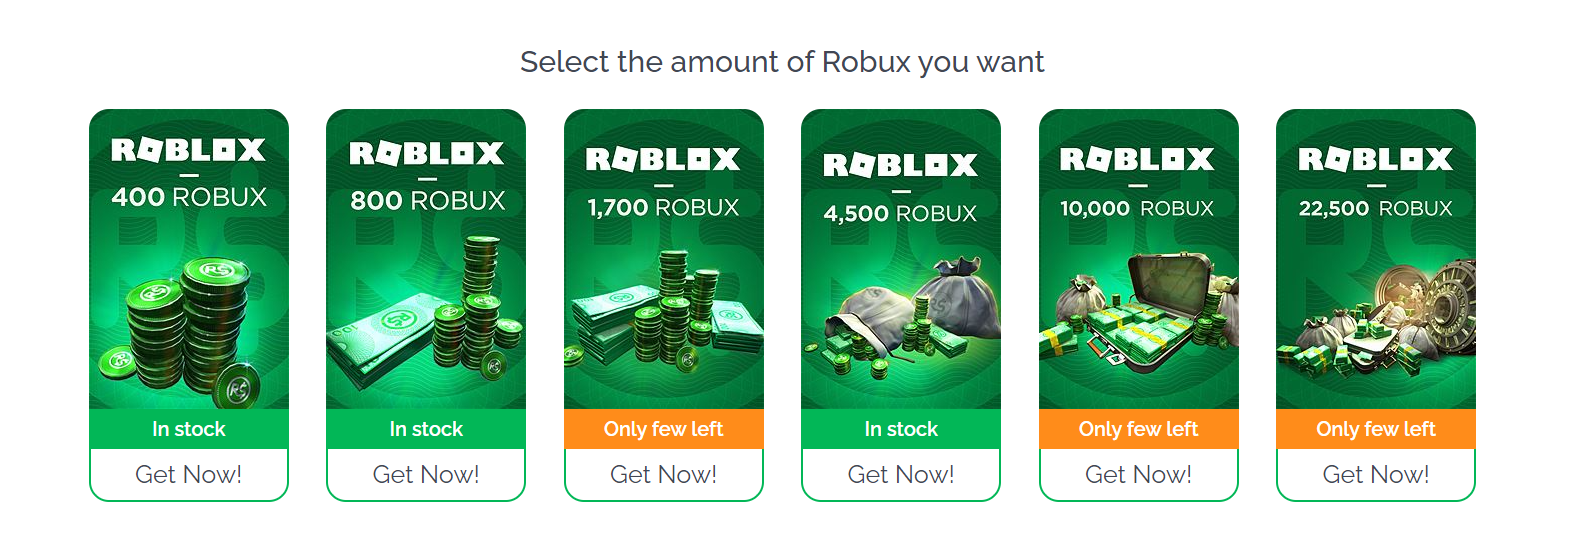 Select the amount of Robux you want
ROBLOX
400 ROBUX
In stock
Get Now!
ROBLOX
800 ROBUX
In stock
Get Now!
ROBLOX
1,700 ROBUX
Only few left
Get Now!
ROBLOX
4,500 ROBUX
In stock
Get Now!
ROBLOX
10,000 ROBUX
Only few left
Get Now!
ROBLOX
22,500 ROBUX
Only few left
Get Now!